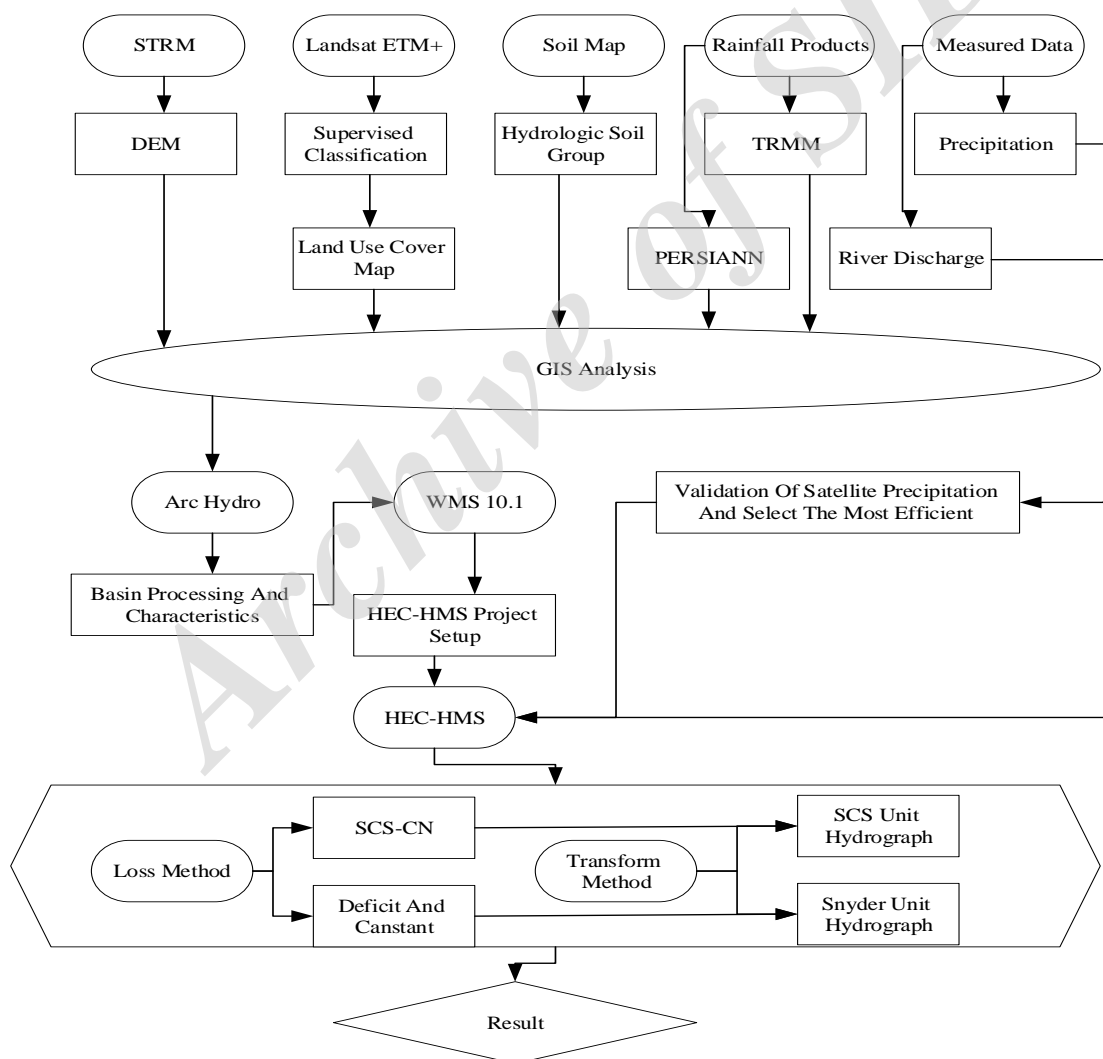 STRM
Landsat ETM+
Soil Map
Rainfall Products
Measured Data
DEM
Supervised
Classification
Hydrologic Soil
Group
TRMM
Precipitation
Land Use Cover
Map
PERSIANN
River Discharge
GIS Analysis
Arc Hydro
WMS 10.1
Validation Of Satellite Precipitation
And Select The Most Efficient
Basin Processing And
Characteristics
HEC-HMS Project
Setup
HEC-HMS
SCS-CN
SCS Unit
Hydrograph
Loss Method
Transform
Method
Deficit And
Canstant
Snyder Unit
Hydrograph
Result
Archive of